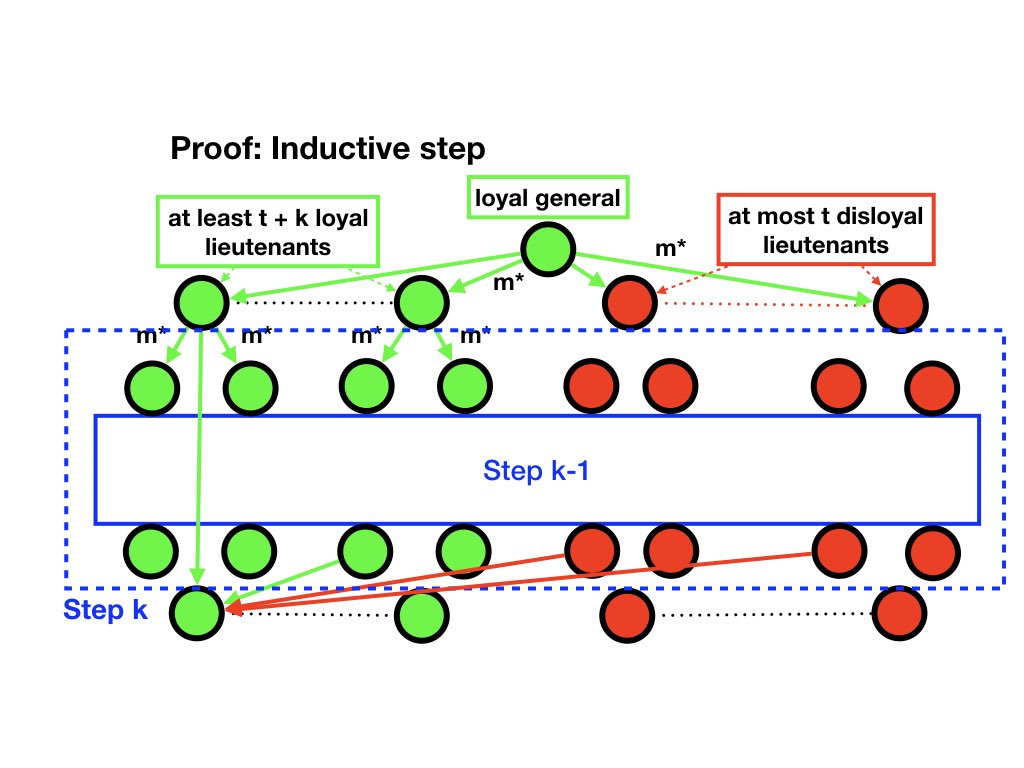 Proof: Inductive step
loyal general
at least t + k loyal
lieutenants
at most t disloyal
lieutenants
m*
m*
m* m* m* m*
Step k-1
Step k